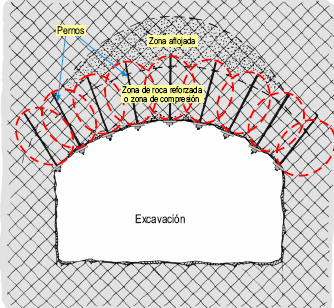 Pernos
Zona aflojada
Zona de roca reforzada
o zona de compresión
Excavación